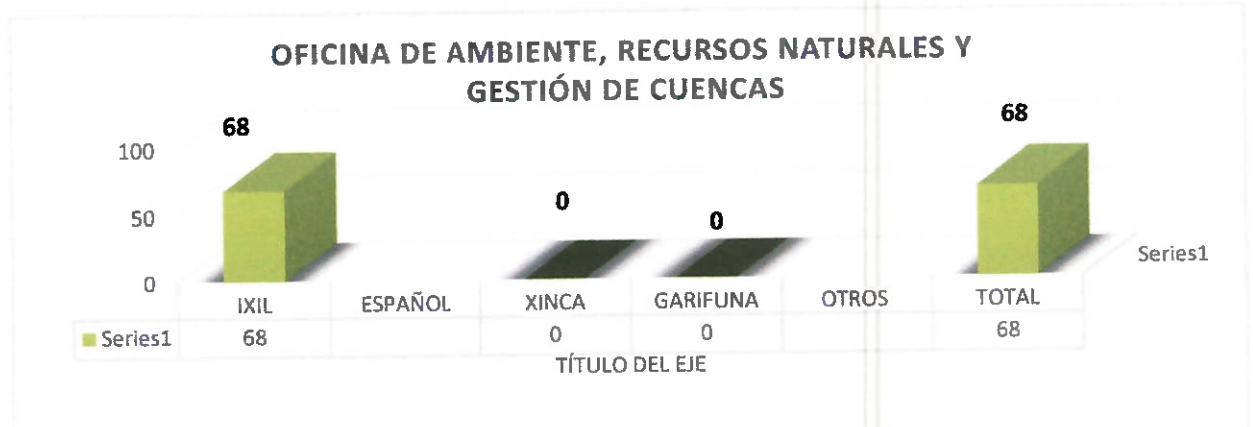 OFICINA DE AMBIENTE, RECURSOS NATURALES Y
GESTIÓN DE CUENCAS
68
68
100
0
0
50
0
Series1
IXIL ESPAÑOL XINCA GARIFUNA OTROS TOTAL
Series1 68 0 0 68
TÍTULO DEL EJE